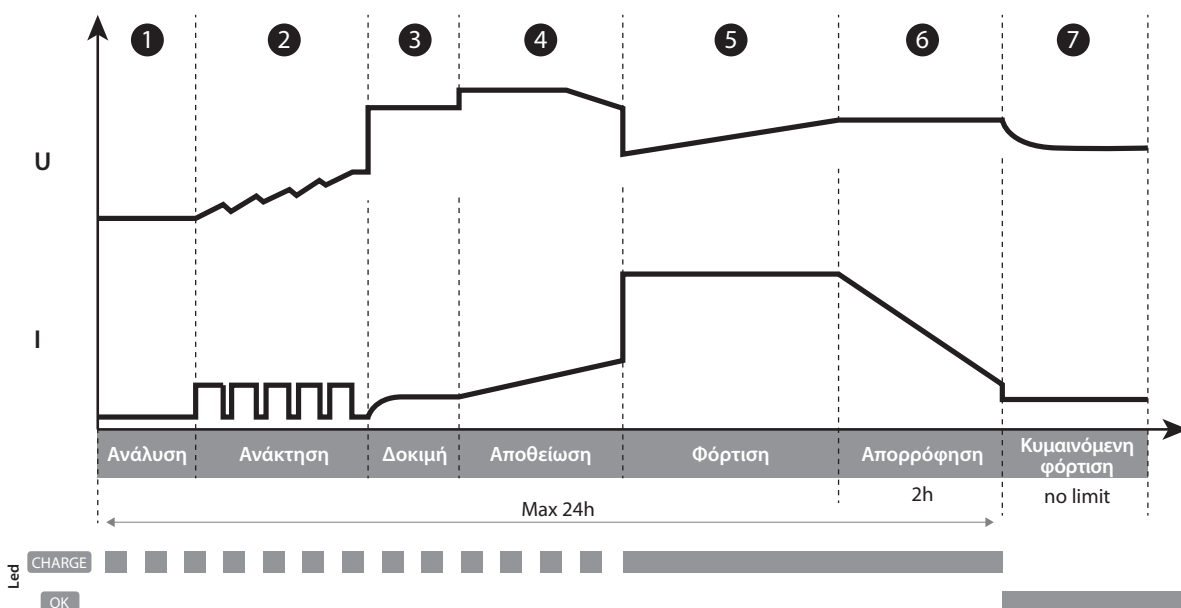 1 2 3 4 5 6 7
U
I
Ανάλυση Ανάκτηση Δοκιμή Αποθείωση Φόρτιση Απορρόφηση Κυμαινόμενη
φόρτιση
2h no limit
Max 24h
Led
CHARGE
OK